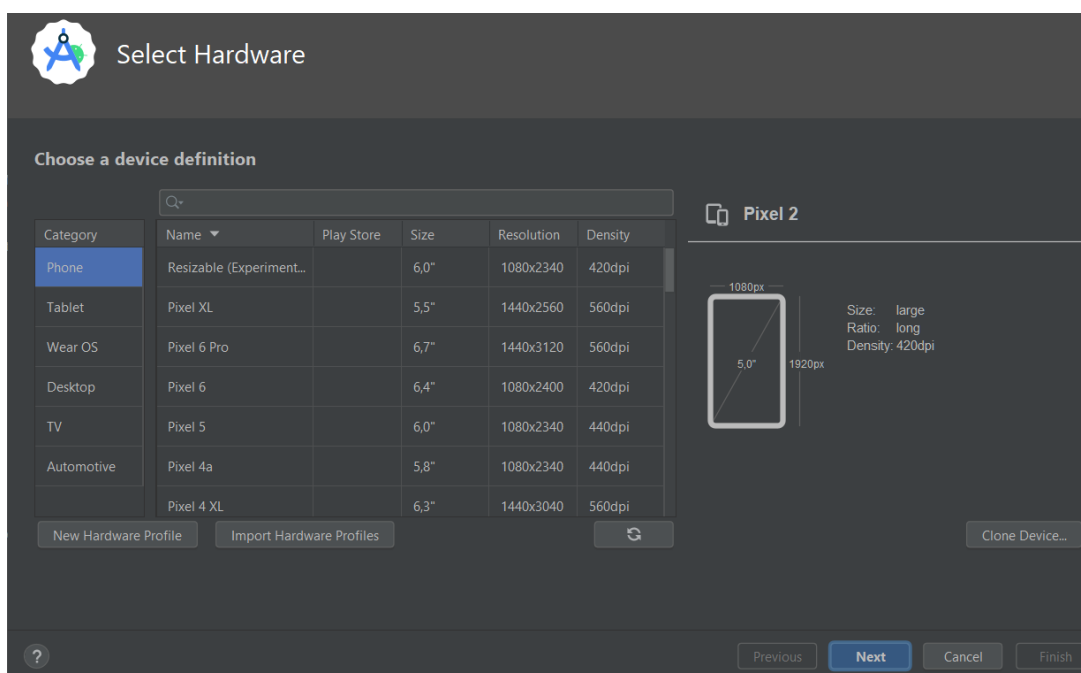 Select Hardware
Choose a device definition
Category
Phone
Tablet
Wear OS
Desktop
TV
Automotive
Name Play Store Size Resolution Density
Resizable (Experiment... 6,0" 1080x2340 420dpi
Pixel XL 5,5" 1440x2560 560dpi
Pixel 6 Pro 6,7" 1440x3120 560dpi
Pixel 6 6,4" 1080x2400 420dpi
Pixel 5 6,0" 1080x2340 440dpi
Pixel 4a 5,8" 1080x2340 440dpi
Pixel 4 XL 6,3" 1440x3040 560dpi
New Hardware Profile Import Hardware Profiles
Pixel 2
1080px
5,0"
1920px
Size: large
Ratio: long
Density: 420dpi
Clone Device...
?
Previous Next Cancel Finish